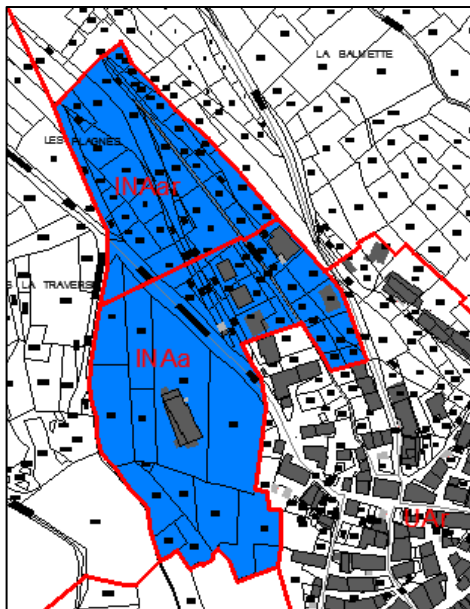 LA BALMETTE
LES PLAGNES
INAar
S LA TRAVERS
INAa
UAr